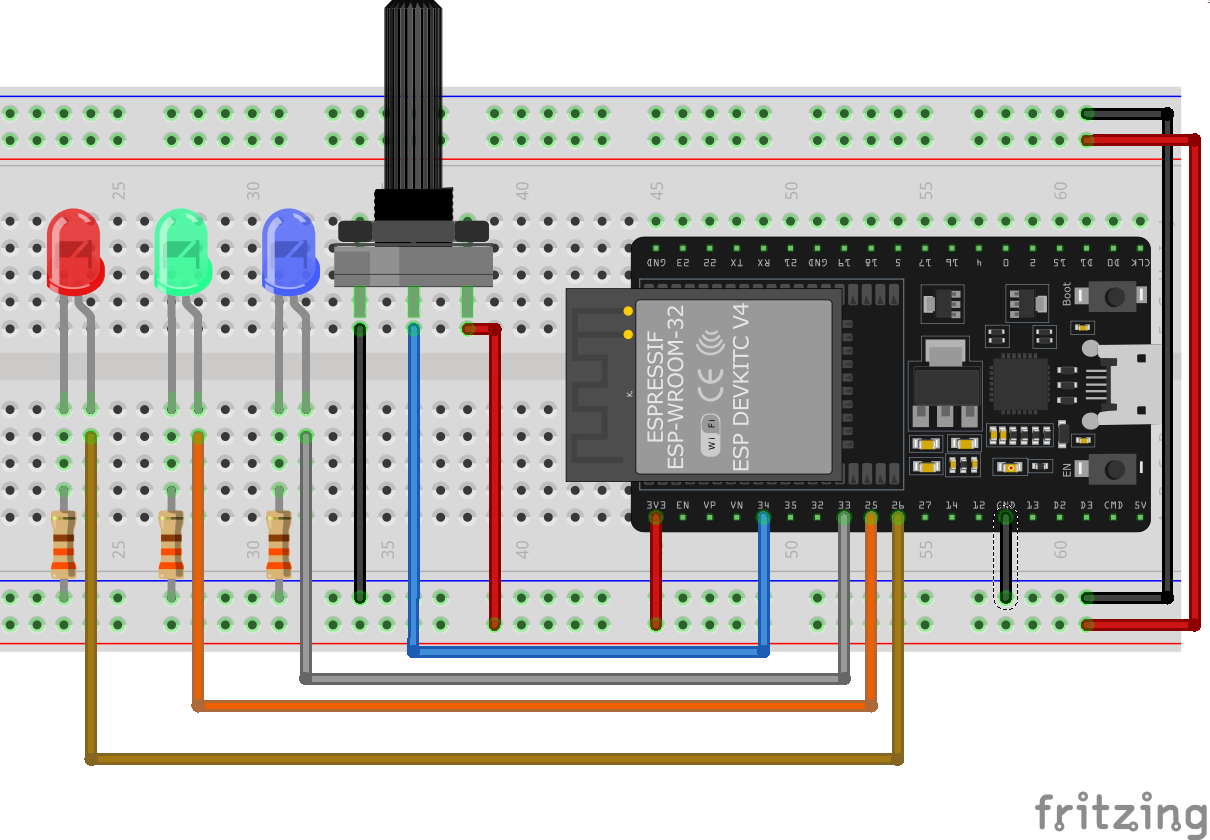 25 30 40 45 50 55 60
GND 23 22 TX RX 21 GND 19 18 5 17 16 4 0 2 15 D1 D0 CLK
Boot
ESPRESSIF
ESP-WROOM-32
CE
Wi Fi
ESP DEVKITC V4
K.
EN
3V3 EN VP VN 34 35 32 33 25 26 27 14 12 GND 13 D2 D3 CMD 5V
25 30 35 40 50 55 60
fritzing